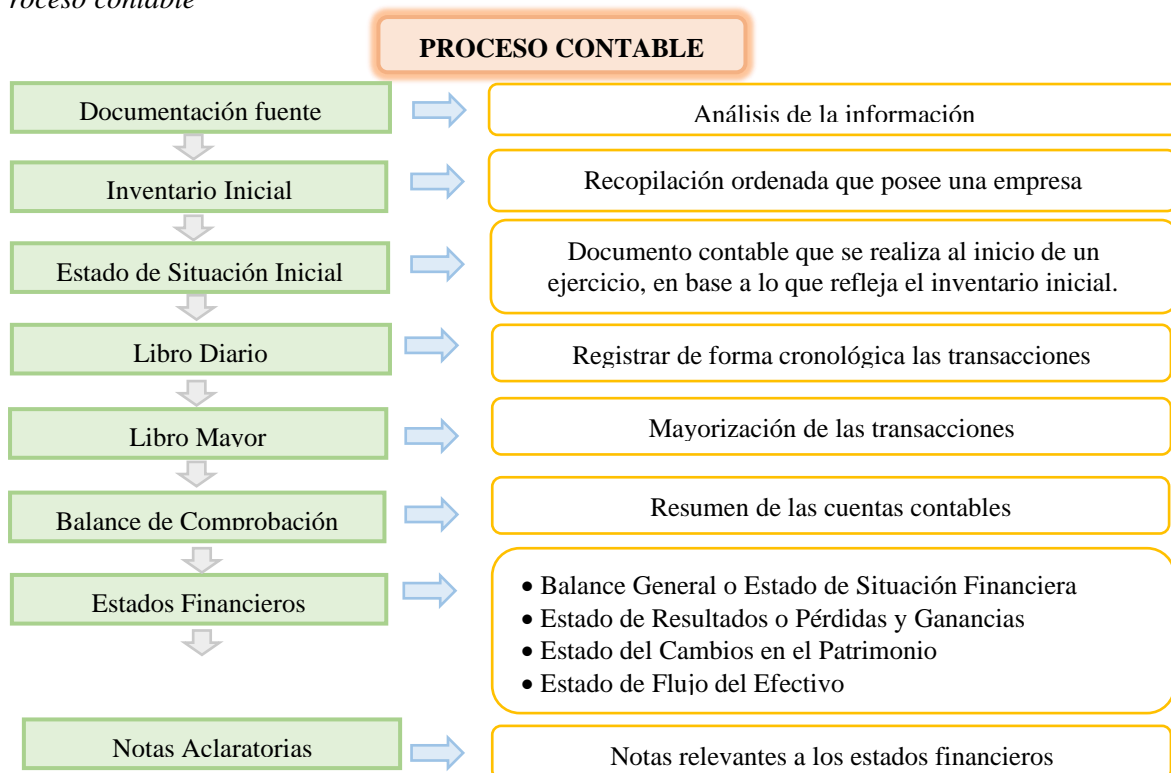 roceso contable
PROCESO CONTABLE
Documentación fuente
Análisis de la información
Inventario Inicial
Recopilación ordenada que posee una empresa
Estado de Situación Inicial
Documento contable que se realiza al inicio de un
ejercicio, en base a lo que refleja el inventario inicial.
Libro Diario
Registrar de forma cronológica las transacciones
Libro Mayor
Mayorización de las transacciones
Balance de Comprobación
Resumen de las cuentas contables
Estados Financieros
• Balance General o Estado de Situación Financiera
• Estado de Resultados o Pérdidas y Ganancias
• Estado del Cambios en el Patrimonio
• Estado de Flujo del Efectivo
Notas Aclaratorias
Notas relevantes a los estados financieros